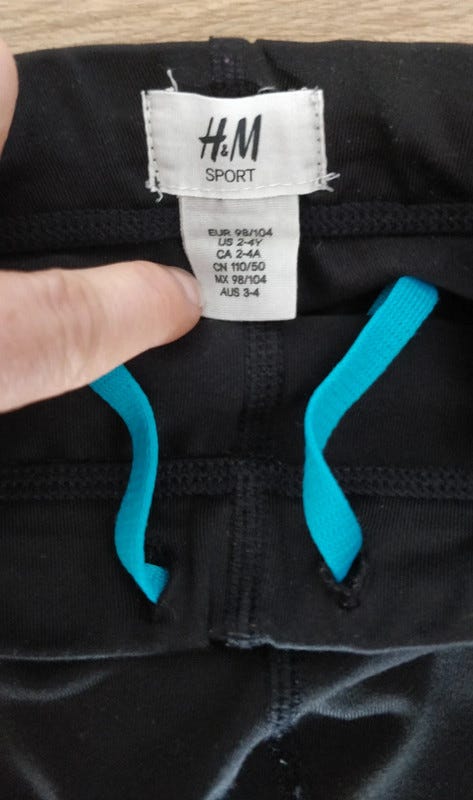 H&M
SPORT
EUR 98/104
US 2-4Y
CA 2-4A
CN 110/50
MX 98/104
AUS 3-4